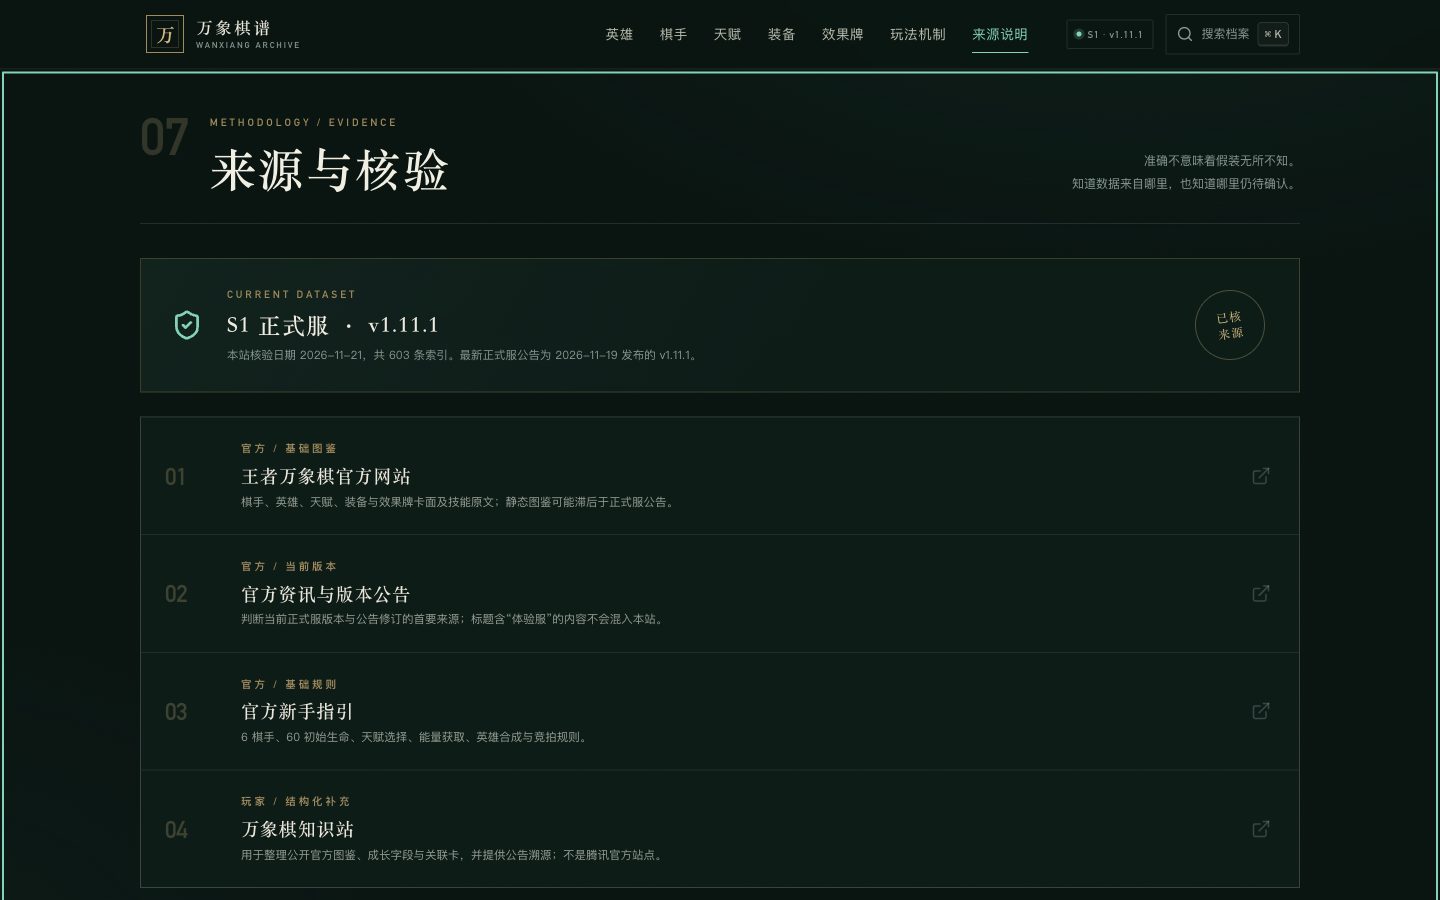 万
万象棋谱
WANXIANG ARCHIVE
英雄
棋手
天赋
装备
效果牌
玩法机制
来源说明
S1 · v1.11.1
搜索档案
⌘ K
07
METHODOLOGY / EVIDENCE
来源与核验
准确不意味着假装无所不知。
知道数据来自哪里，也知道哪里仍待确认。
CURRENT DATASET
S1 正式服 · v1.11.1
本站核验日期 2026-11-21，共 603 条索引。最新正式服公告为 2026-11-19 发布的 v1.11.1。
已核
来源
01
官方 / 基础图鉴
王者万象棋官方网站
棋手、英雄、天赋、装备与效果牌卡面及技能原文；静态图鉴可能滞后于正式服公告。
02
官方 / 当前版本
官方资讯与版本公告
判断当前正式服版本与公告修订的首要来源；标题含“体验服”的内容不会混入本站。
03
官方 / 基础规则
官方新手指引
6 棋手、60 初始生命、天赋选择、能量获取、英雄合成与竞拍规则。
04
玩家 / 结构化补充
万象棋知识站
用于整理公开官方图鉴、成长字段与关联卡，并提供公告溯源；不是腾讯官方站点。